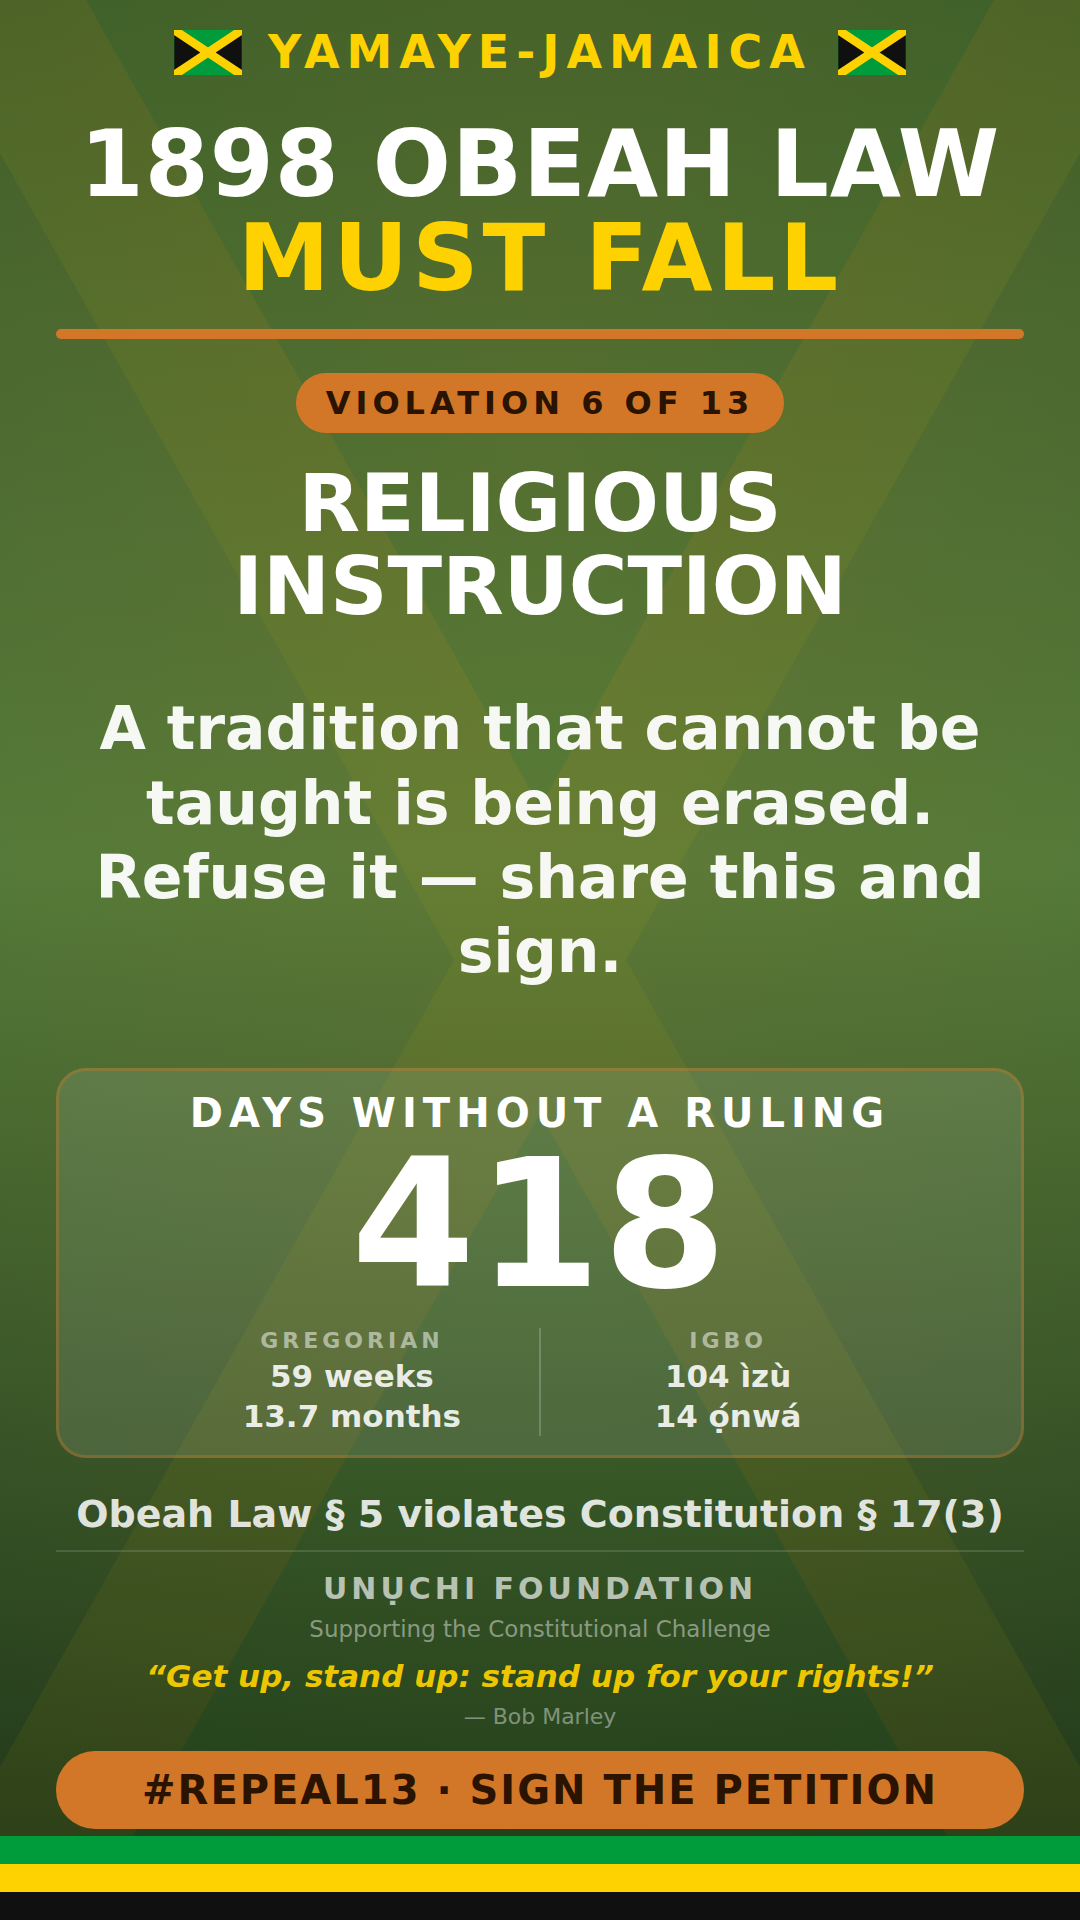 YAMAYE-JAMAICA
1898 OBEAH LAW
MUST FALL
VIOLATION 6 OF 13
RELIGIOUS
INSTRUCTION
A tradition that cannot be
taught is being erased.
Refuse it — share this and
sign.
DAYS WITHOUT A RULING
418
GREGORIAN
59 weeks
13.7 months
IGBO
104 ìzù
14 ọ́nwá
Obeah Law § 5 violates Constitution § 17(3)
UNỤCHI FOUNDATION
Supporting the Constitutional Challenge
“Get up, stand up: stand up for your rights!”
— Bob Marley
#REPEAL13 · SIGN THE PETITION